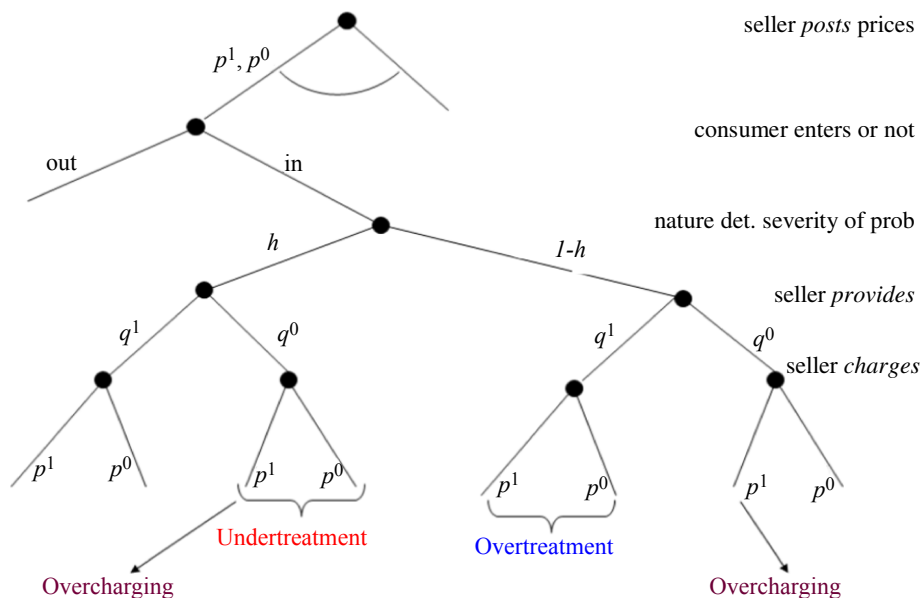 seller posts prices
p¹, p⁰
consumer enters or not
out
in
nature det. severity of prob
h
1-h
seller provides
q¹ q⁰ q¹ q⁰
seller charges
p¹ p⁰ p¹ p⁰ p¹ p⁰ p¹ p⁰
Undertreatment
Overtreatment
Overcharging
Overcharging